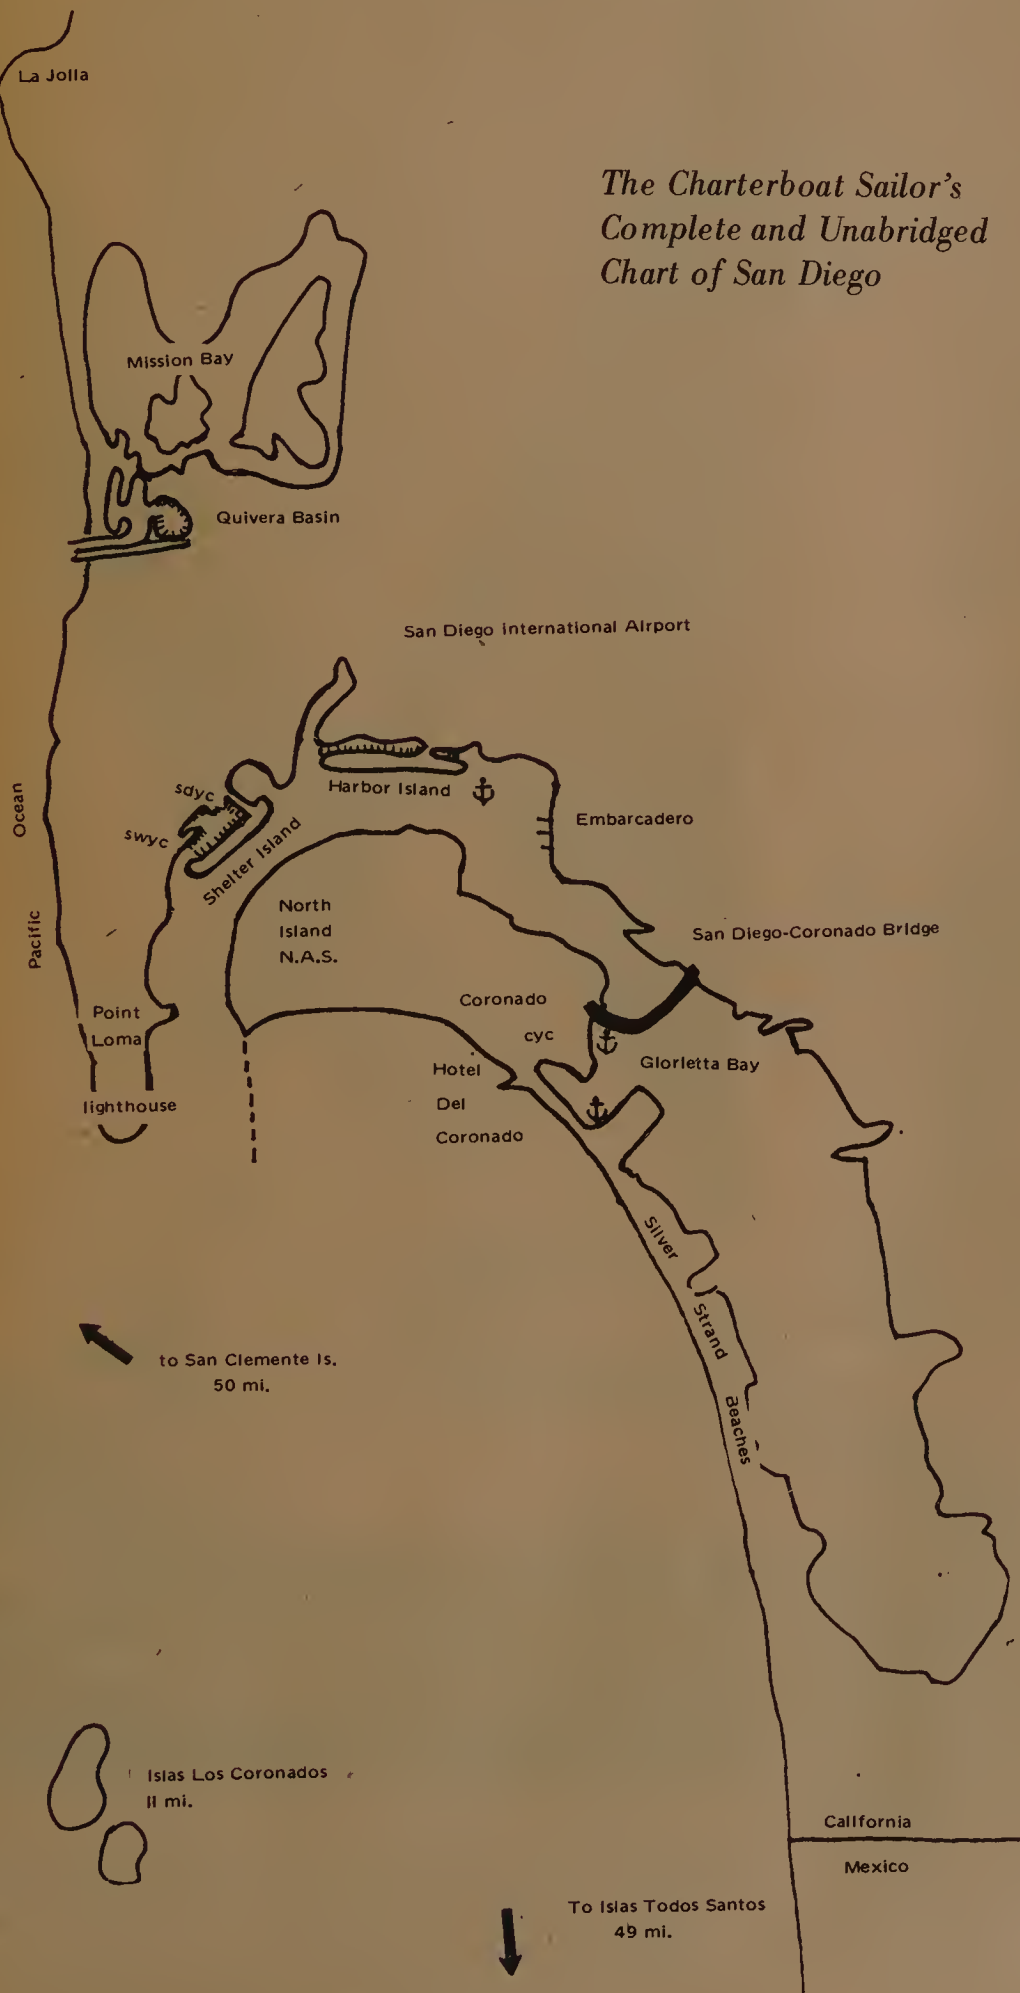 La Jolla
The Charterboat Sailor's
Complete and Unabridged
Chart of San Diego
Mission Bay
Quivera Basin
San Diego International Airport
Harbor Island
sdyc
swyc
Shelter Island
Embarcadero
Pacific Ocean
North
Island
N.A.S.
San Diego-Coronado Bridge
Coronado
cyc
Point
Loma
Glorietta Bay
Hotel
Del
Coronado
lighthouse
Silver Strand Beaches
to San Clemente Is.
50 mi.
Islas Los Coronados
11 mi.
California
Mexico
To Islas Todos Santos
49 mi.